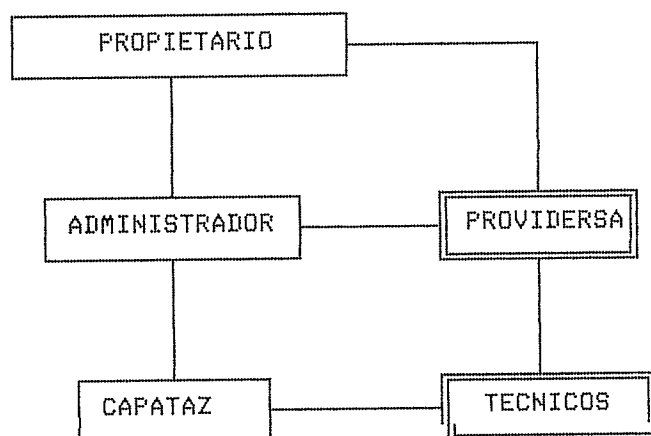 PROPIETARIO
ADMINISTRADOR
PROVIDERSA
CAPATAZ
TECNICOS